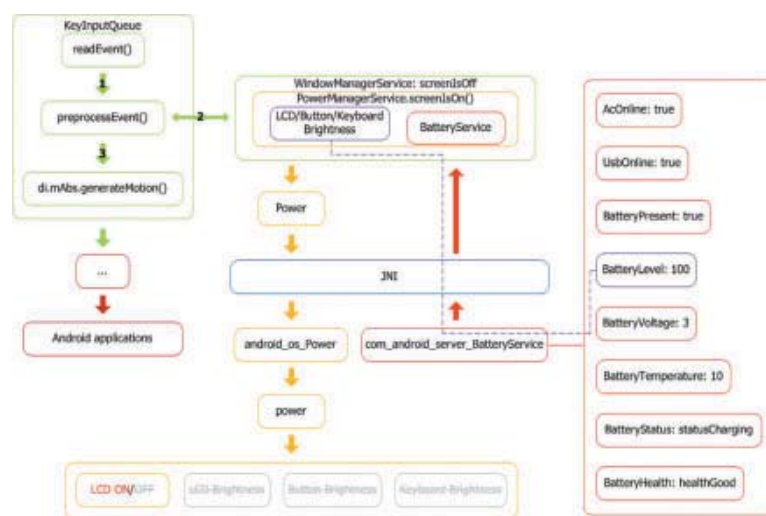 KeyInputQueue
readEvent()
1
preprocessEvent()
2
3
di.mAbs.generateMotion()
...
Android applications
WindowManagerService: screenIsOff
PowerManagerService.screenIsOn()
LCD/Button/Keyboard
Brightness
BatteryService
Power
JNI
android_os_Power
com_android_server_BatteryService
power
LCD ON/OFF
LCD Brightness
Button Brightness
Keyboard Brightness
AcOnline: true
UsbOnline: true
BatteryPresent: true
BatteryLevel: 100
BatteryVoltage: 3
BatteryTemperature: 10
BatteryStatus: statusCharging
BatteryHealth: healthGood